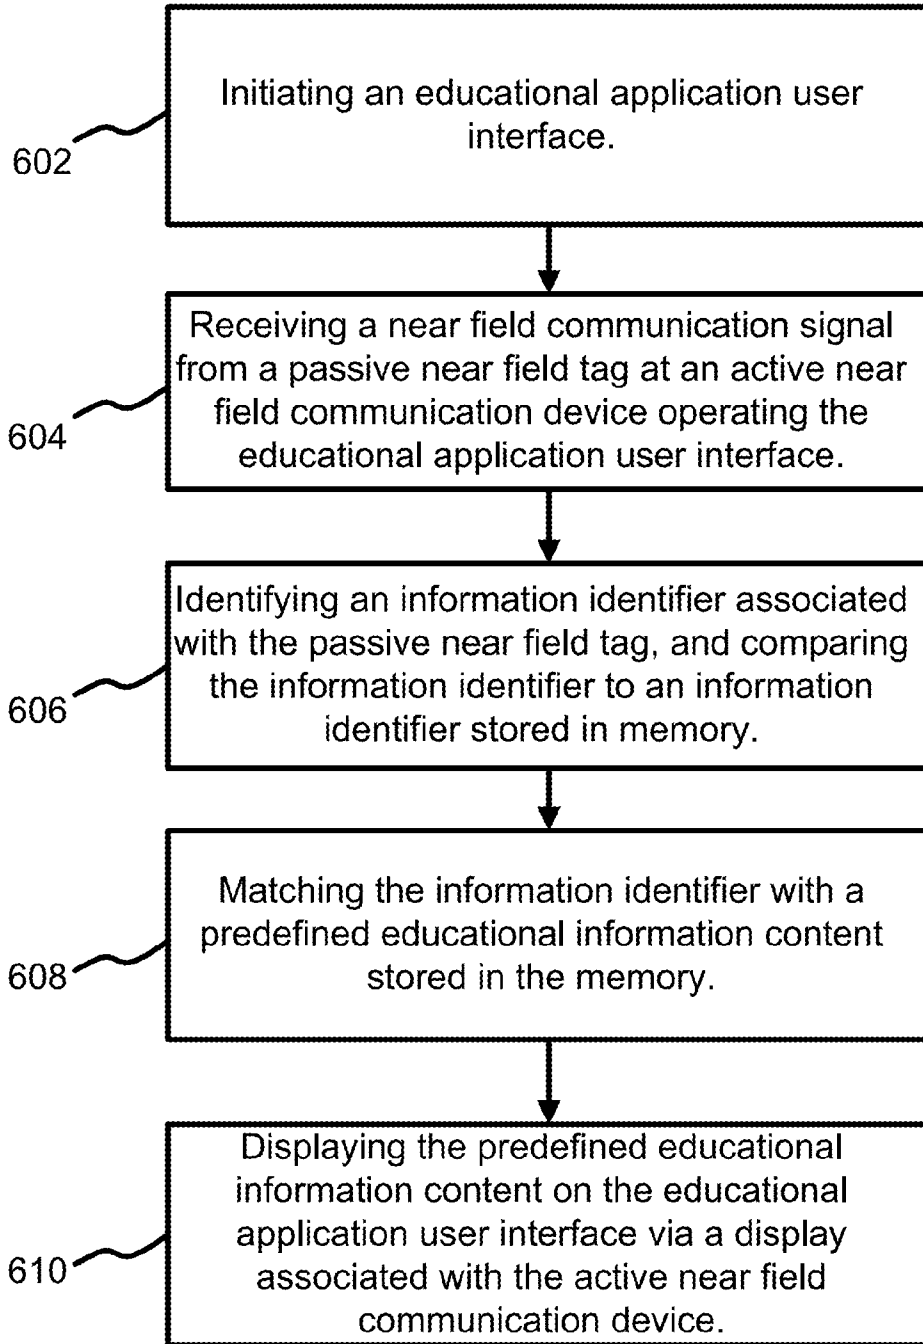 Initiating an educational application user
interface.
602
Receiving a near field communication signal
from a passive near field tag at an active near
field communication device operating the
educational application user interface.
604
Identifying an information identifier associated
with the passive near field tag, and comparing
the information identifier to an information
identifier stored in memory.
606
Matching the information identifier with a
predefined educational information content
stored in the memory.
608
Displaying the predefined educational
information content on the educational
application user interface via a display
associated with the active near field
communication device.
610